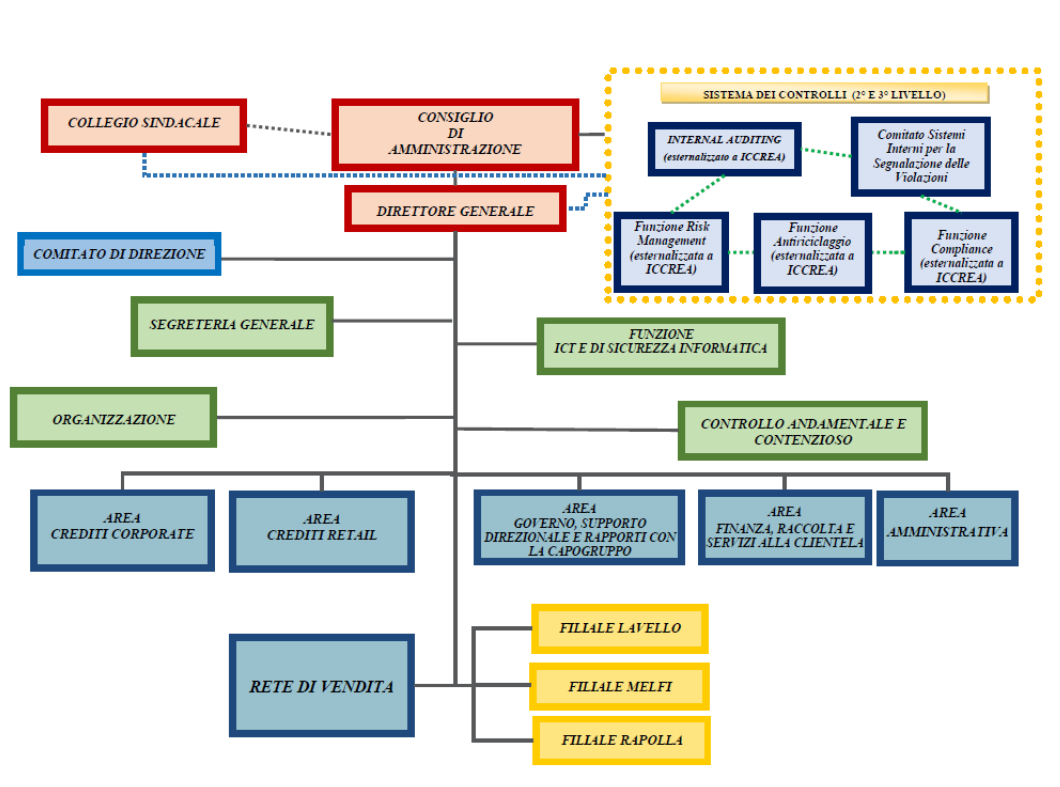 SISTEMA DEI CONTROLLI (2° E 3° LIVELLO)
COLLEGIO SINDACALE
CONSIGLIO
DI
AMMINISTRAZIONE
INTERNAL AUDITING
(esternalizzato a ICCREA)
Comitato Sistemi
Interni per la
Segnalazione delle
Violazioni
DIRETTORE GENERALE
Funzione Risk
Management
(esternalizzata a
ICCREA)
Funzione
Antiriciclaggio
(esternalizzata a
ICCREA)
Funzione
Compliance
(esternalizzata a
ICCREA)
COMITATO DI DIREZIONE
SEGRETERIA GENERALE
FUNZIONE
ICT E DI SICUREZZA INFORMATICA
ORGANIZZAZIONE
CONTROLLO ANDAMENTALE E
CONTENZIOSO
AREA
CREDITI CORPORATE
AREA
CREDITI RETAIL
AREA
GOVERNO, SUPPORTO
DIREZIONALE E RAPPORTI CON
LA CAPOGRUPPO
AREA
FINANZA, RACCOLTA E
SERVIZI ALLA CLIENTELA
AREA
AMMINISTRATIVA
RETE DI VENDITA
FILIALE LAVELLO
FILIALE MELFI
FILIALE RAPOLLA